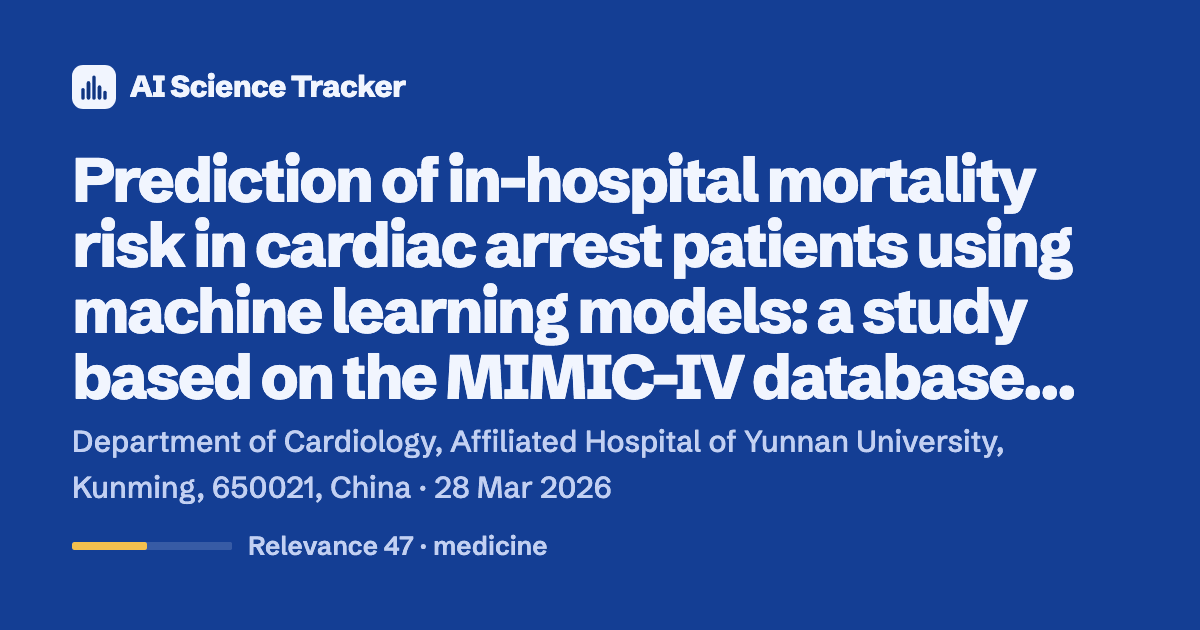 AI Science Tracker
Prediction of in-hospital mortality
risk in cardiac arrest patients using
machine learning models: a study
based on the MIMIC-IV database...
Department of Cardiology, Affiliated Hospital of Yunnan University,
Kunming, 650021, China · 28 Mar 2026
Relevance 47 · medicine